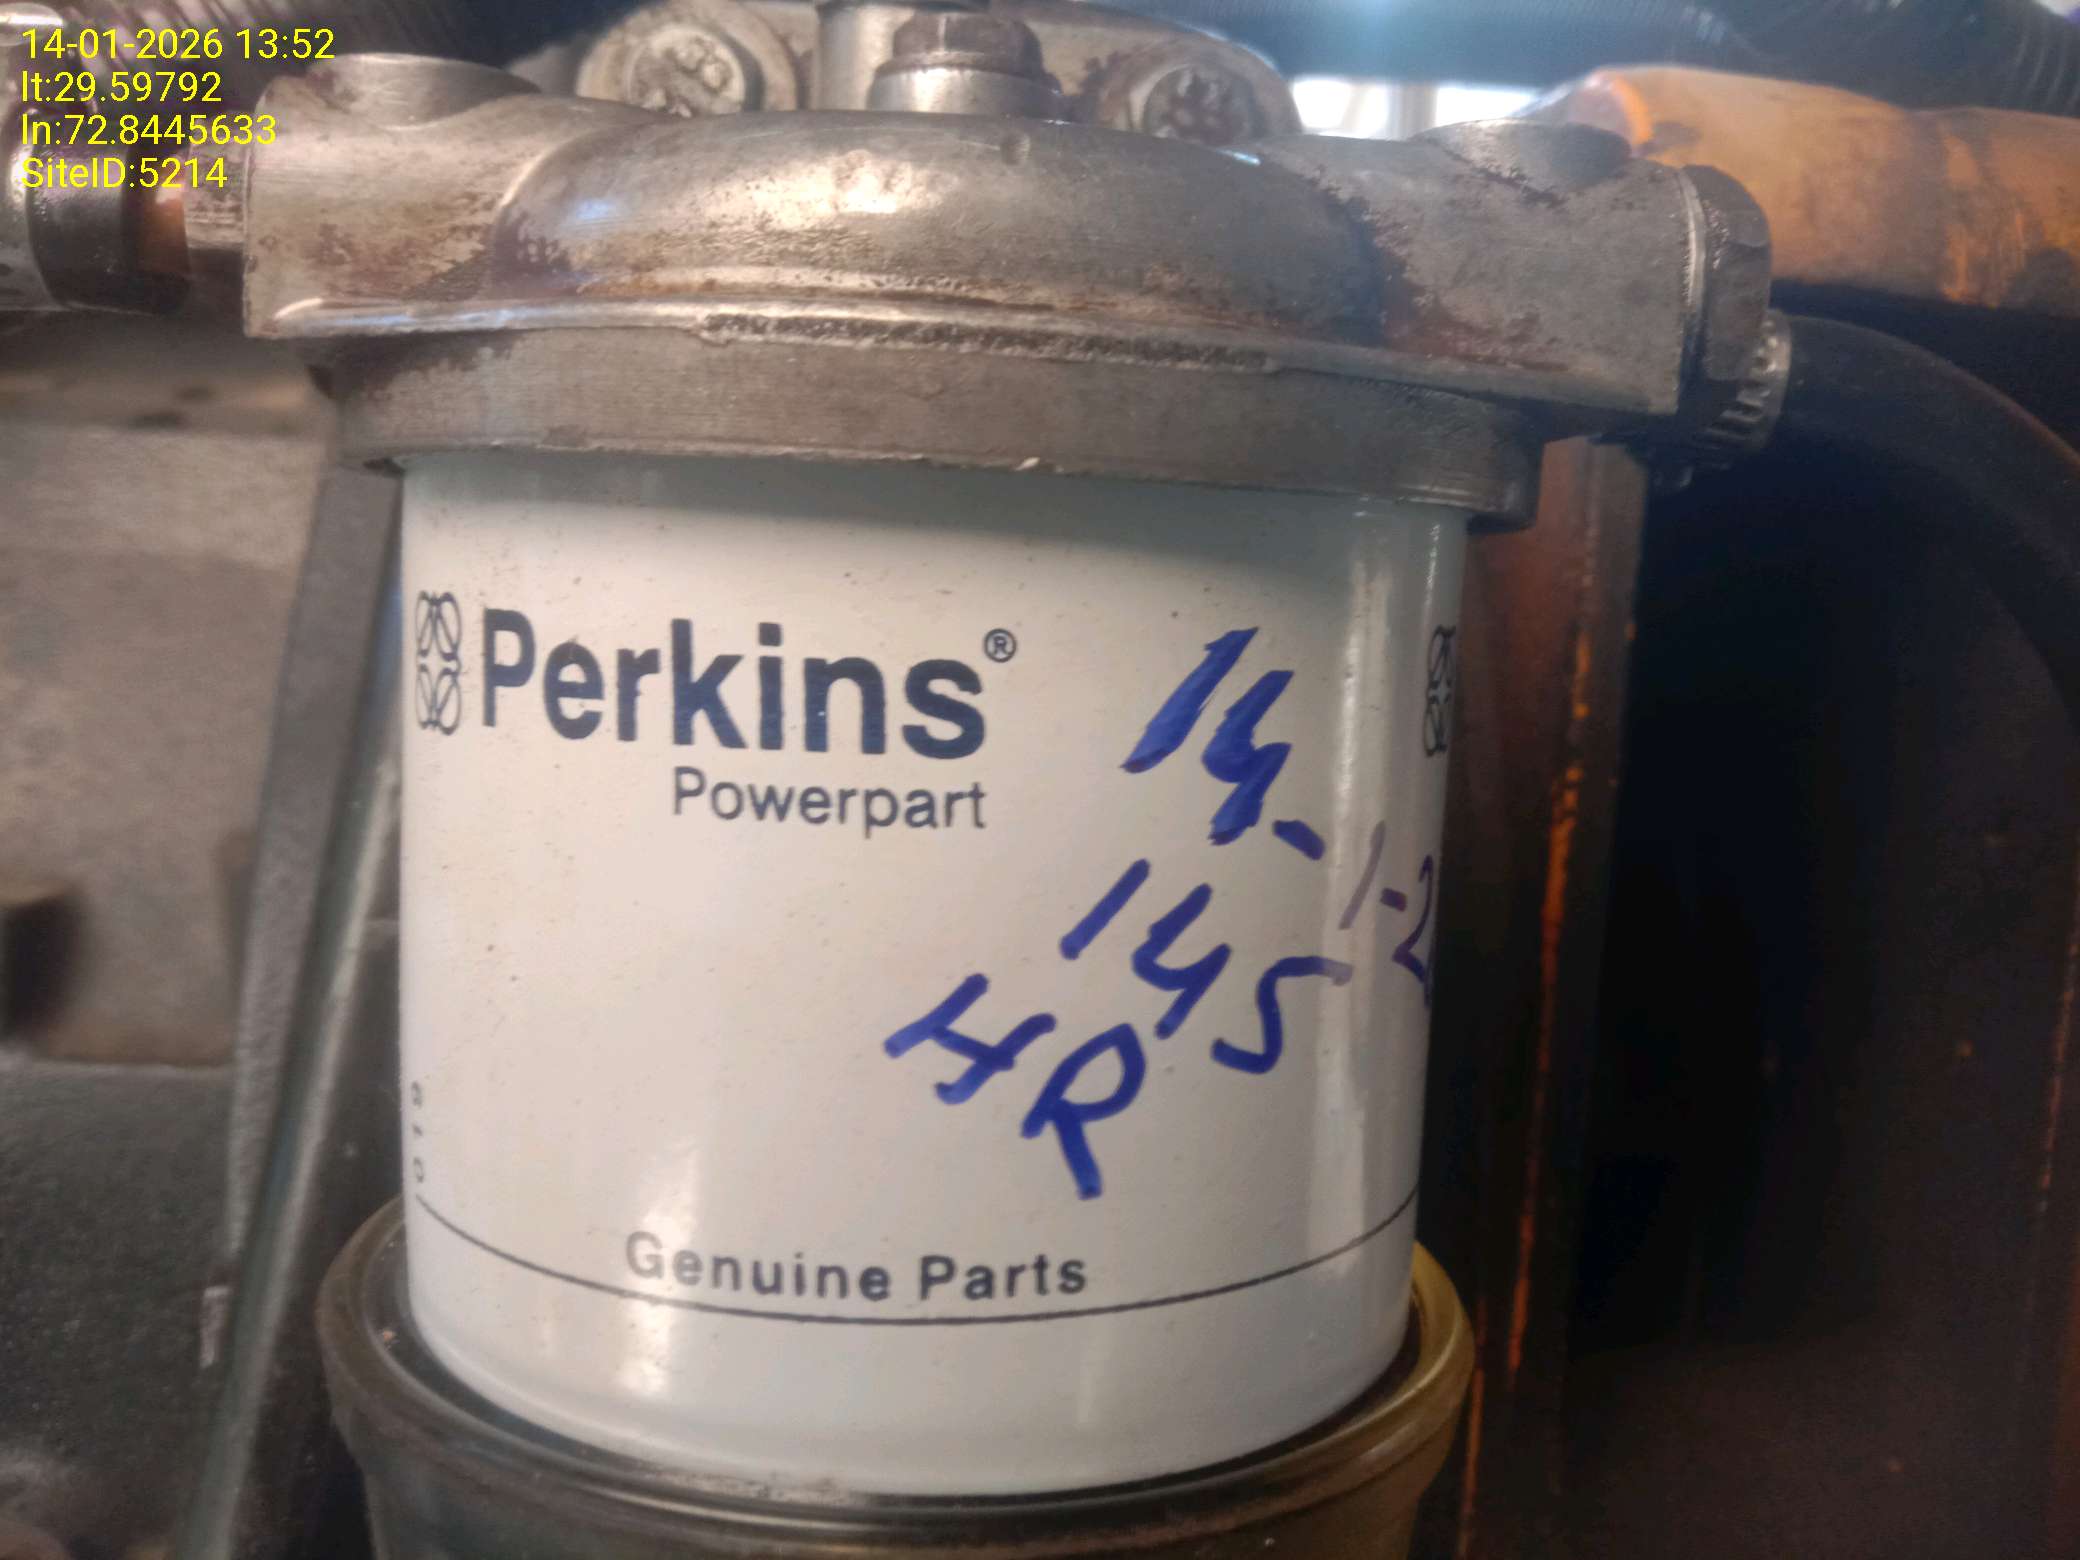 14-01-2026 13:52
lt:29.59792
ln:72.8445633
SiteID:5214
Perkins®
Powerpart
14-1-2
145
HR
Genuine Parts